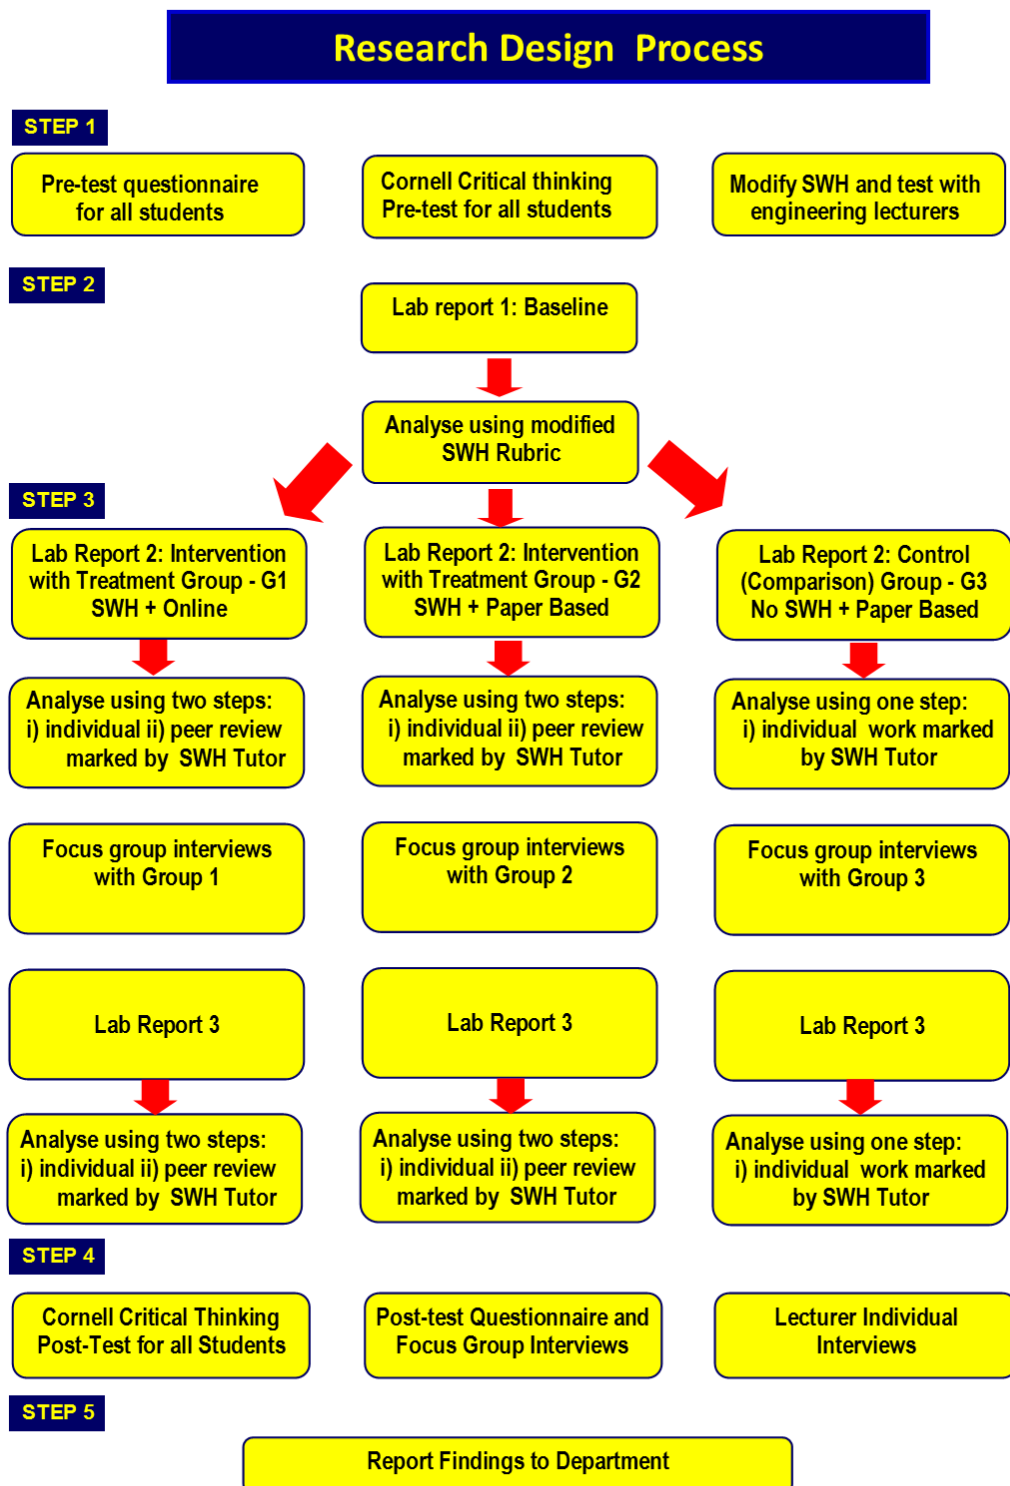 Research Design  Process
STEP 1
Pre-test questionnaire
for all students
Cornell Critical thinking
Pre-test for all students
Modify SWH and test with
engineering lecturers
STEP 2
Lab report 1: Baseline
Analyse using modified
SWH Rubric
STEP 3
Lab Report 2: Intervention
with Treatment Group - G1
SWH + Online
Lab Report 2: Intervention
with Treatment Group - G2
SWH + Paper Based
Lab Report 2: Control
(Comparison) Group - G3
No SWH + Paper Based
Analyse using two steps:
i) individual ii) peer review
marked by  SWH Tutor
Analyse using two steps:
i) individual ii) peer review
marked by  SWH Tutor
Analyse using one step:
i) individual  work marked
by SWH Tutor
Focus group interviews
with Group 1
Focus group interviews
with Group 2
Focus group interviews
with Group 3
Lab Report 3
Lab Report 3
Lab Report 3
Analyse using two steps:
i) individual ii) peer review
marked by  SWH Tutor
Analyse using two steps:
i) individual ii) peer review
marked by  SWH Tutor
Analyse using one step:
i) individual  work marked
by SWH Tutor
STEP 4
Cornell Critical Thinking
Post-Test for all Students
Post-test Questionnaire and
Focus Group Interviews
Lecturer Individual
Interviews
STEP 5
Report Findings to Department